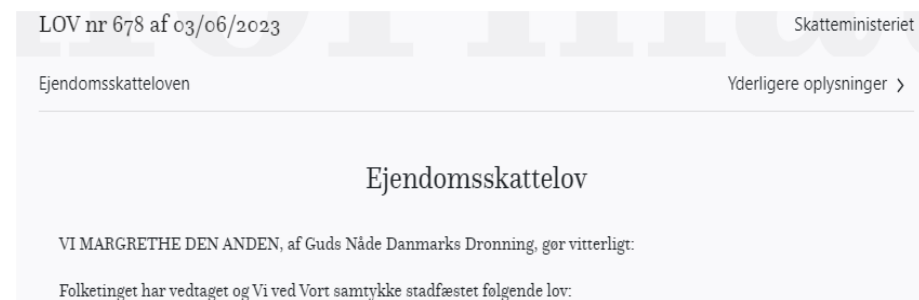 LOV nr 678 af 03/06/2023
Skatteministeriet
Ejendomsskatteloven
Yderligere oplysninger >
Ejendomsskattelov
VI MARGRETHE DEN ANDEN, af Guds Nåde Danmarks Dronning, gør vitterligt:
Folketinget har vedtaget og Vi ved Vort samtykke stadfæstet følgende lov: